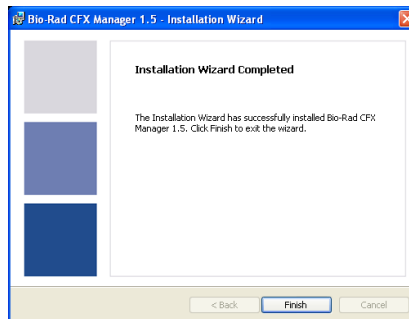 Bio-Rad CFX Manager 1.5 - Installation Wizard
Installation Wizard Completed
The Installation Wizard has successfully installed Bio-Rad CFX
Manager 1.5. Click Finish to exit the wizard.
< Back Finish Cancel